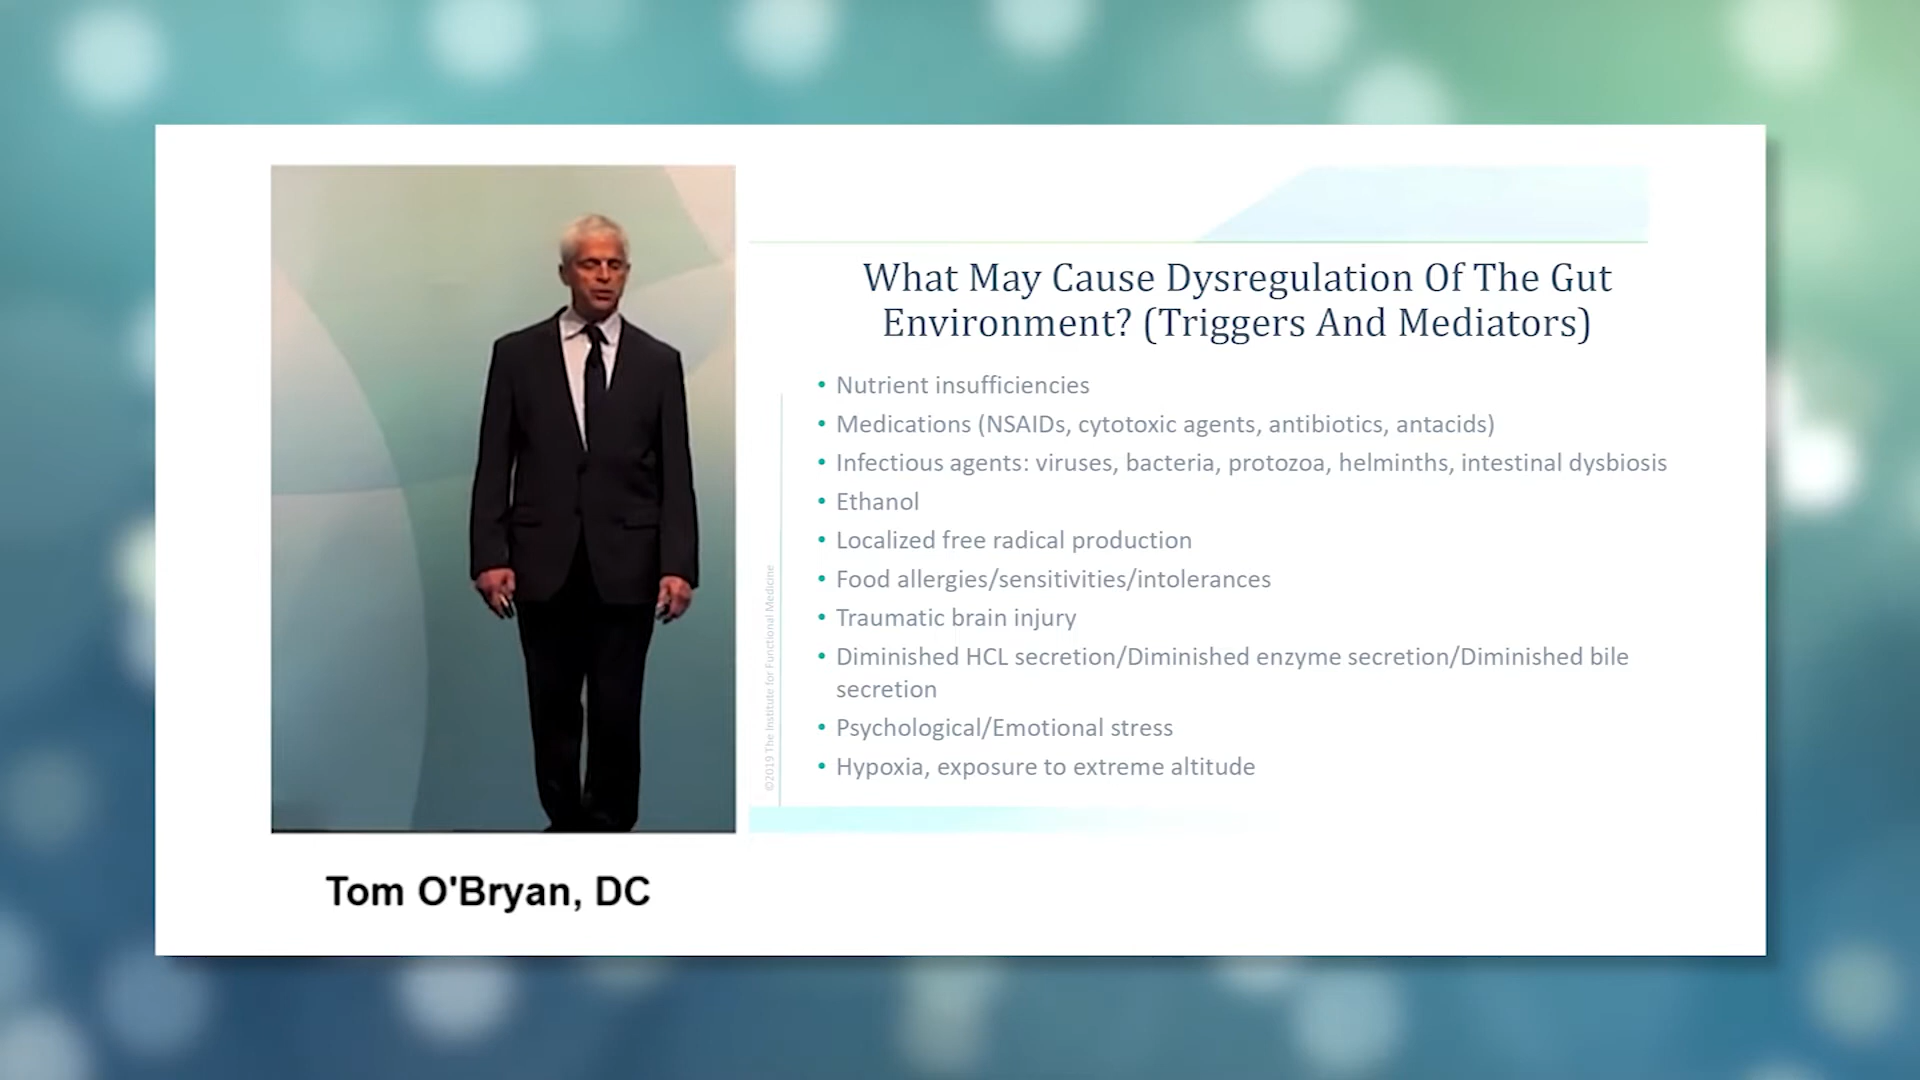 What May Cause Dysregulation Of The Gut
Environment? (Triggers And Mediators)
• Nutrient insufficiencies
• Medications (NSAIDs, cytotoxic agents, antibiotics, antacids)
• Infectious agents: viruses, bacteria, protozoa, helminths, intestinal dysbiosis
• Ethanol
• Localized free radical production
• Food allergies/sensitivities/intolerances
• Traumatic brain injury
• Diminished HCL secretion/Diminished enzyme secretion/Diminished bile
secretion
• Psychological/Emotional stress
• Hypoxia, exposure to extreme altitude
©2019 The Institute for Functional Medicine
Tom O'Bryan, DC